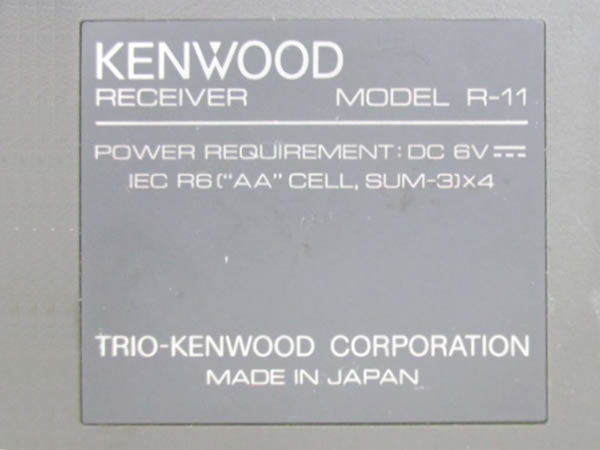 KENWOOD
RECEIVER MODEL R-11
POWER REQUIREMENT: DC 6V ⎓
IEC R6 ("AA" CELL, SUM-3)×4
TRIO-KENWOOD CORPORATION
MADE IN JAPAN